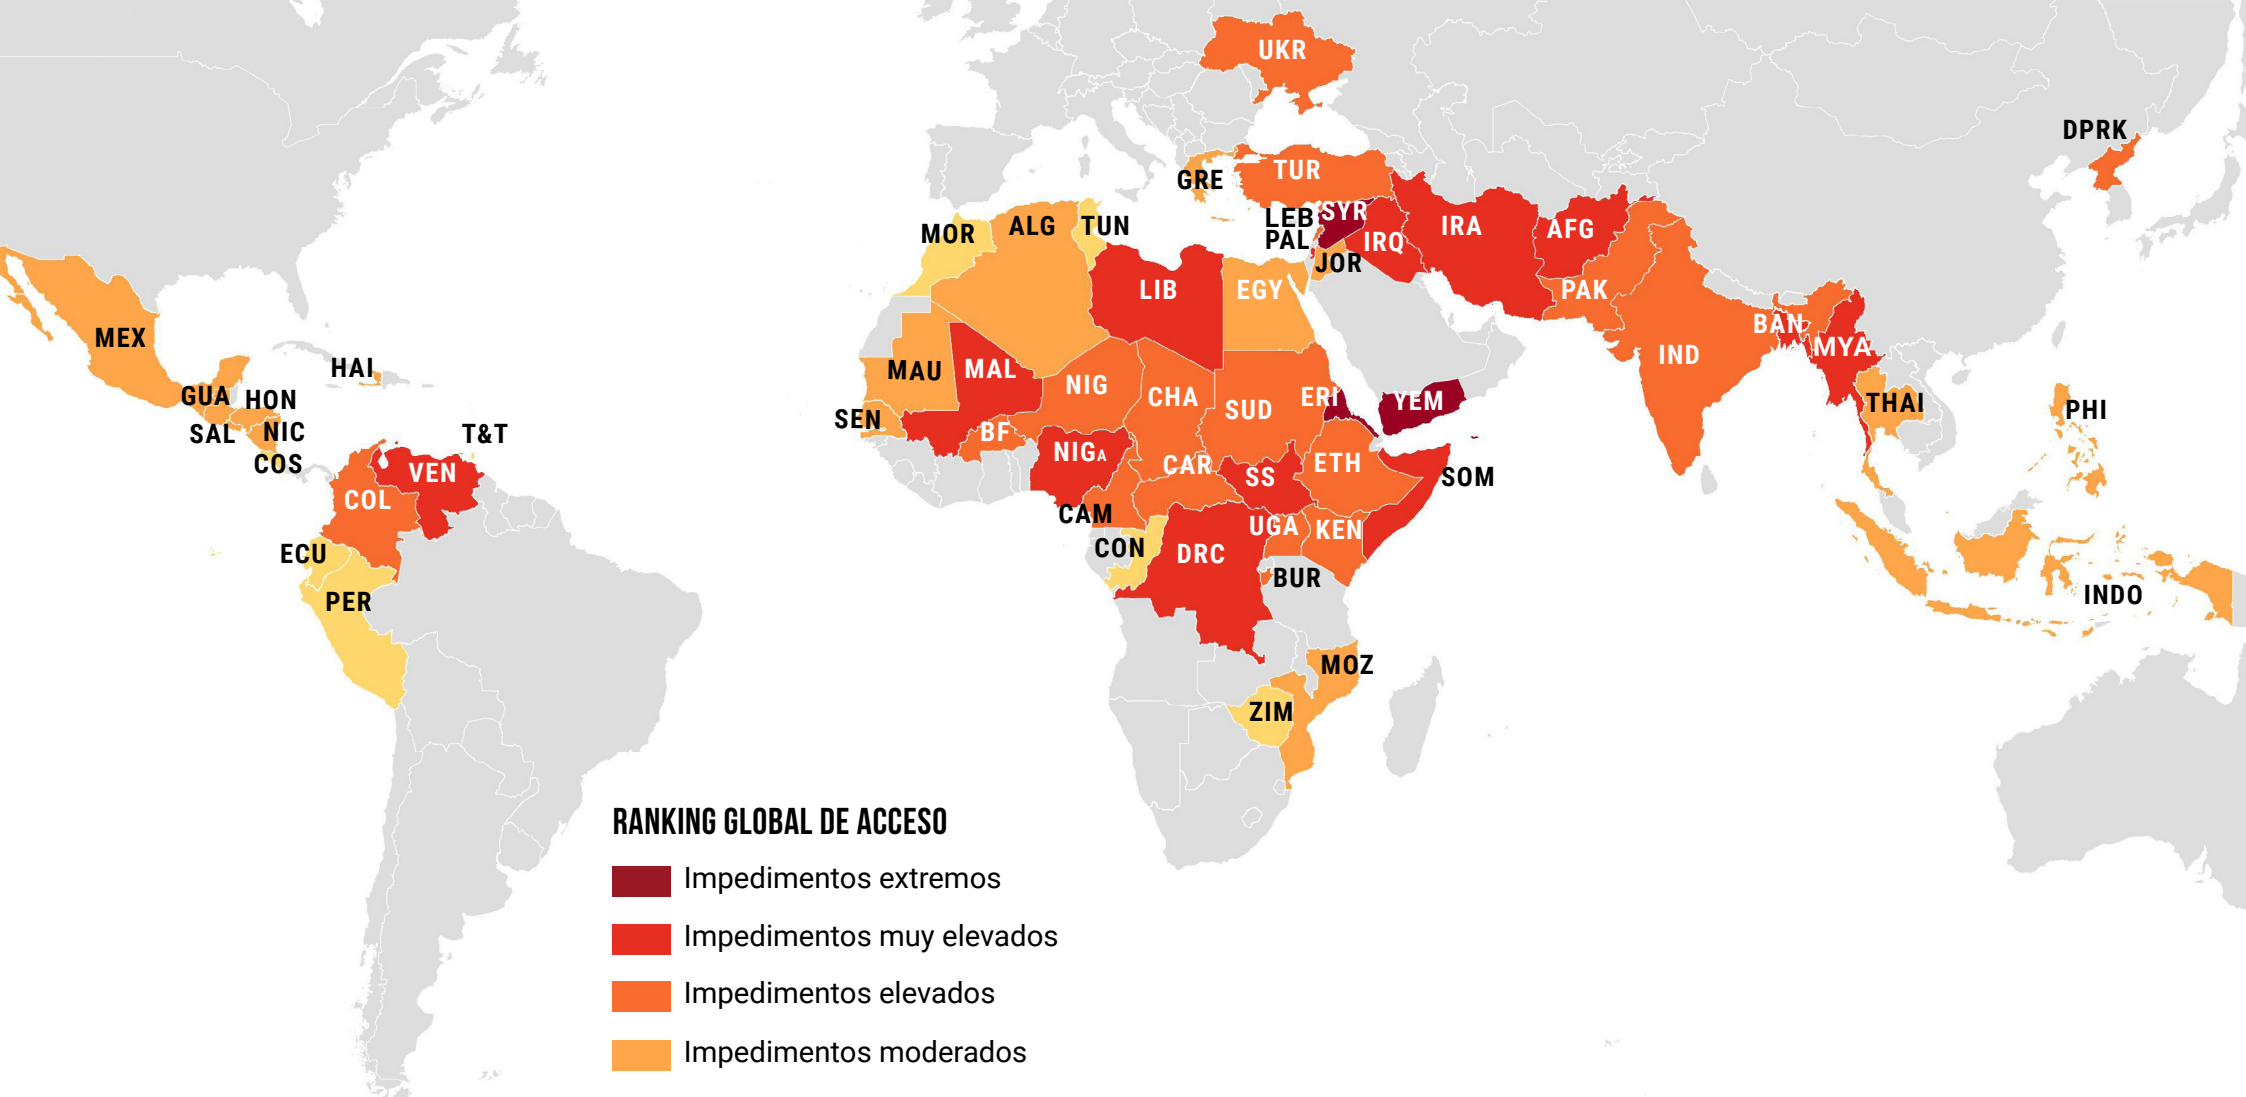 UKR
DPRK
TUR
GRE
LEB
SYR
PAL
IRQ
JOR
IRA
AFG
MOR
ALG
TUN
LIB
EGY
PAK
BAN
IND
MYA
THAI
PHI
INDO
MEX
HAI
GUA
HON
SAL
NIC
COS
T&T
VEN
COL
ECU
PER
MAU
MAL
NIG
CHA
SUD
ERI
YEM
SEN
BF
NIGA
CAR
SS
ETH
SOM
CAM
UGA
KEN
CON
DRC
BUR
MOZ
ZIM
RANKING GLOBAL DE ACCESO
Impedimentos extremos
Impedimentos muy elevados
Impedimentos elevados
Impedimentos moderados